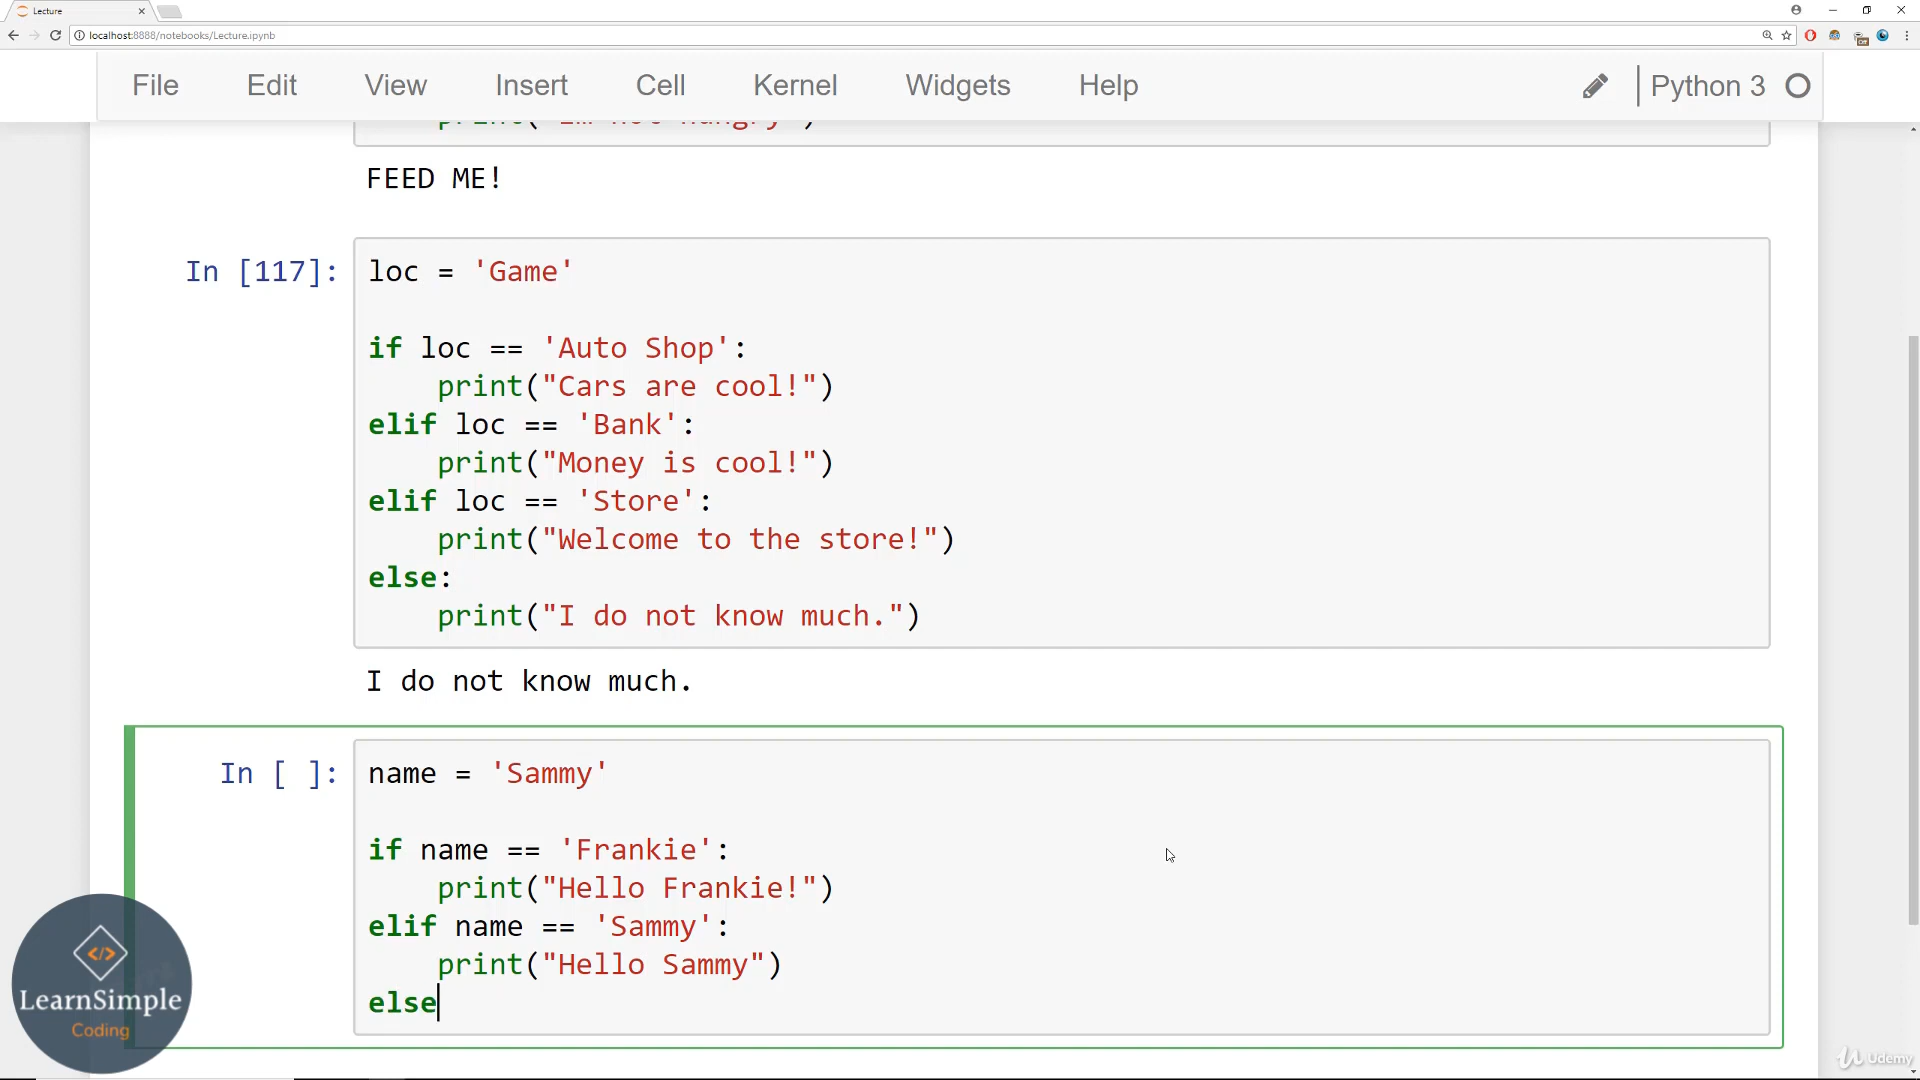 Lecture
localhost:8888/notebooks/Lecture.ipynb
File Edit View Insert Cell Kernel Widgets Help Python 3
FEED ME!
In [117]:
loc = 'Game'
if loc == 'Auto Shop':
    print("Cars are cool!")
elif loc == 'Bank':
    print("Money is cool!")
elif loc == 'Store':
    print("Welcome to the store!")
else:
    print("I do not know much.")
I do not know much.
In [ ]:
name = 'Sammy'
if name == 'Frankie':
    print("Hello Frankie!")
elif name == 'Sammy':
    print("Hello Sammy")
else
</>
LearnSimple
Coding
Udemy